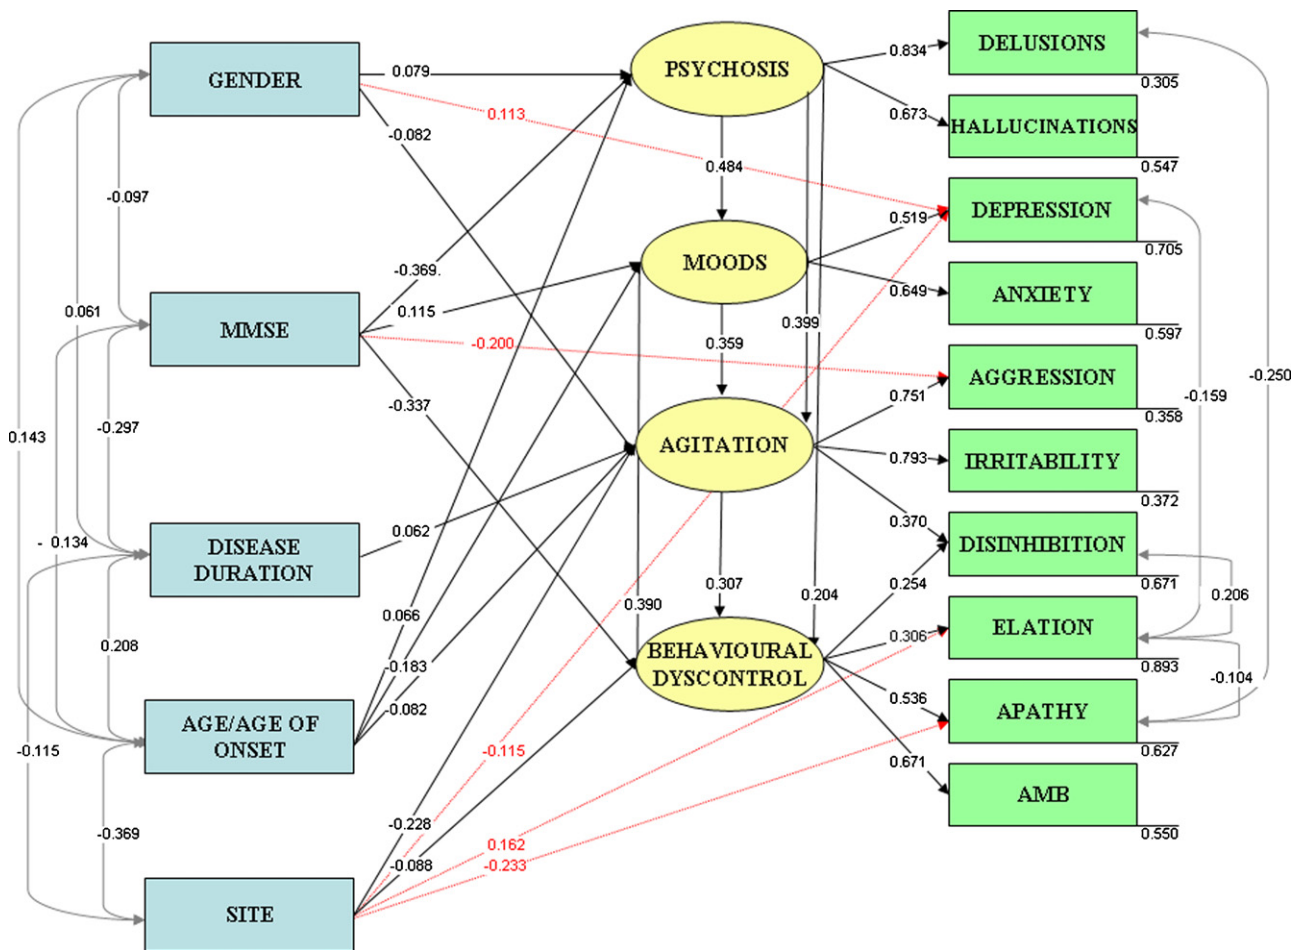 GENDER
MMSE
DISEASE
DURATION
AGE/AGE OF
ONSET
SITE
PSYCHOSIS
MOODS
AGITATION
BEHAVIOURAL
DYSCONTROL
DELUSIONS
0.305
HALLUCINATIONS
0.547
DEPRESSION
0.705
ANXIETY
0.597
AGGRESSION
0.358
IRRITABILITY
0.372
DISINHIBITION
0.671
ELATION
0.893
APATHY
0.627
AMB
0.550
-0.097
0.061
0.143
-0.297
- 0.134
0.208
-0.115
-0.369
0.079
0.113
-0.082
-0.369.
0.115
-0.200
-0.337
0.062
0.066
-0.183
-0.082
-0.228
-0.088
-0.115
0.162
-0.233
0.484
0.359
0.399
0.307
0.390
0.204
0.834
0.673
0.519
0.649
0.751
0.793
0.370
0.254
0.306
0.536
0.671
-0.250
-0.159
0.206
-0.104